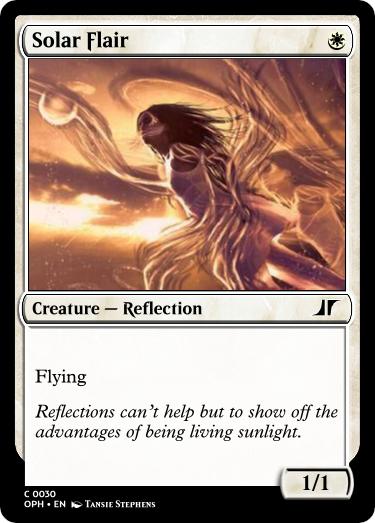 Solar Flair
Creature — Reflection
Flying
Reflections can't help but to show off the
advantages of being living sunlight.
1/1
C 0030
OPH • EN Tansie Stephens